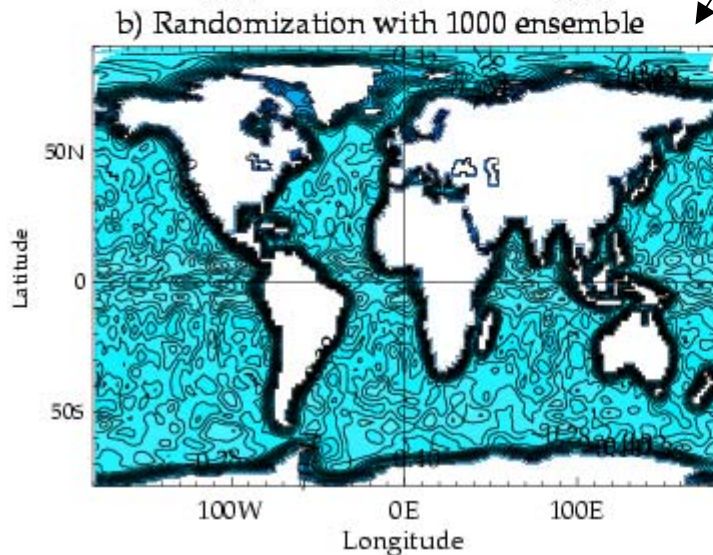 b) Randomization with 1000 ensemble
50N
Latitude
0
50S
100W 0E 100E
Longitude